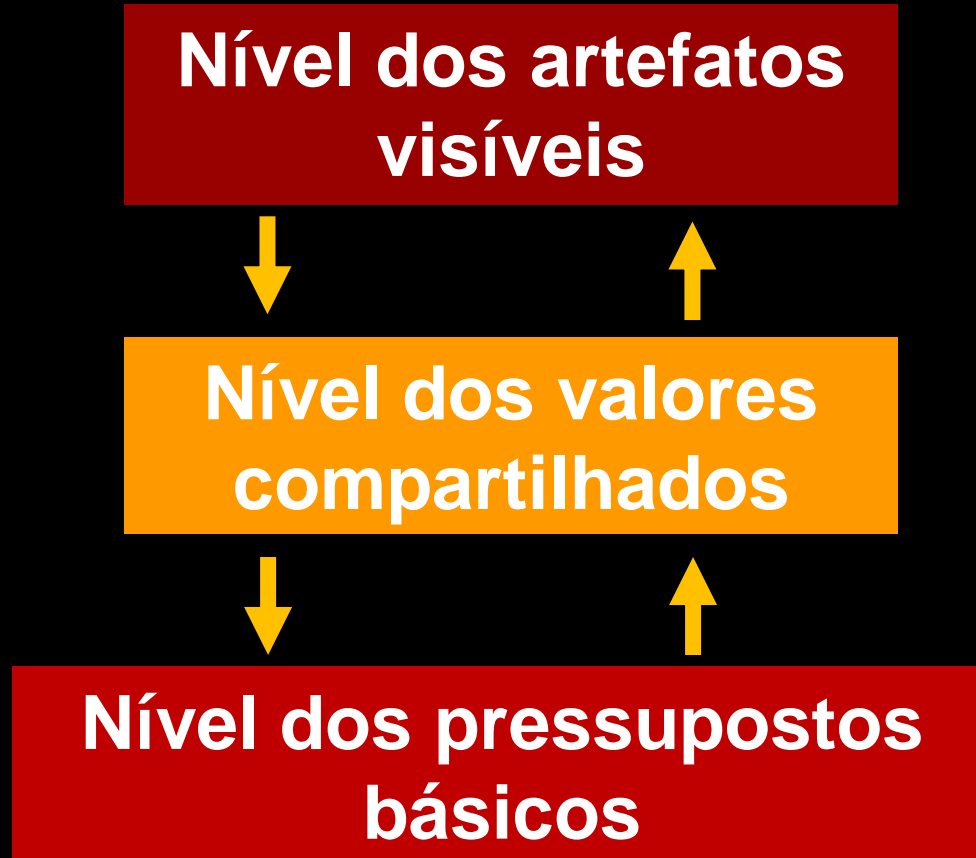 Nível dos artefatos
visíveis
Nível dos valores
compartilhados
Nível dos pressupostos
básicos